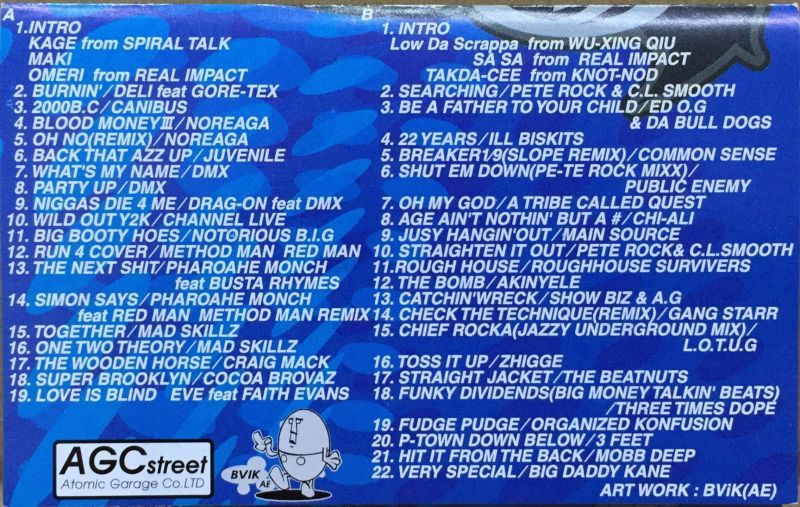 A
1.INTRO
KAGE from SPIRAL TALK
MAKI
OMERI from REAL IMPACT
2. BURNIN'/DELI feat GORE-TEX
3. 2000B.C/CANIBUS
4. BLOOD MONEYⅢ/NOREAGA
5. OH NO(REMIX)/NOREAGA
6. BACK THAT AZZ UP/JUVENILE
7. WHAT'S MY NAME/DMX
8. PARTY UP/DMX
9. NIGGAS DIE 4 ME/DRAG-ON feat DMX
10. WILD OUT Y2K/CHANNEL LIVE
11. BIG BOOTY HOES/NOTORIOUS B.I.G
12. RUN 4 COVER/METHOD MAN RED MAN
13. THE NEXT SHIT/PHAROAHE MONCH
feat BUSTA RHYMES
14. SIMON SAYS/PHAROAHE MONCH
feat RED MAN METHOD MAN REMIX
15. TOGETHER/MAD SKILLZ
16. ONE TWO THEORY/MAD SKILLZ
17. THE WOODEN HORSE/CRAIG MACK
18. SUPER BROOKLYN/COCOA BROVAZ
19. LOVE IS BLIND EVE feat FAITH EVANS
AGCstreet
Atomic Garage Co.LTD
BVIK
AE
B
1. INTRO
Low Da Scrappa from WU-XING QIU
SA SA from REAL IMPACT
TAKDA-CEE from KNOT-NOD
2. SEARCHING/PETE ROCK & C.L. SMOOTH
3. BE A FATHER TO YOUR CHILD/ED O.G
& DA BULL DOGS
4. 22 YEARS/ILL BISKITS
5. BREAKER1/9(SLOPE REMIX)/COMMON SENSE
6. SHUT EM DOWN(PE-TE ROCK MIXX)/
PUBLIC ENEMY
7. OH MY GOD/A TRIBE CALLED QUEST
8. AGE AIN'T NOTHIN' BUT A #/CHI-ALI
9. JUSY HANGIN'OUT/MAIN SOURCE
10. STRAIGHTEN IT OUT/PETE ROCK& C.L.SMOOTH
11.ROUGH HOUSE/ROUGHHOUSE SURVIVERS
12. THE BOMB/AKINYELE
13. CATCHIN'WRECK/SHOW BIZ & A.G
14. CHECK THE TECHNIQUE(REMIX)/GANG STARR
15. CHIEF ROCKA(JAZZY UNDERGROUND MIX)/
L.O.T.U.G
16. TOSS IT UP/ZHIGGE
17. STRAIGHT JACKET/THE BEATNUTS
18. FUNKY DIVIDENDS(BIG MONEY TALKIN' BEATS)
/THREE TIMES DOPE
19. FUDGE PUDGE/ORGANIZED KONFUSION
20. P-TOWN DOWN BELOW/3 FEET
21. HIT IT FROM THE BACK/MOBB DEEP
22. VERY SPECIAL/BIG DADDY KANE
ART WORK : BViK(AE)